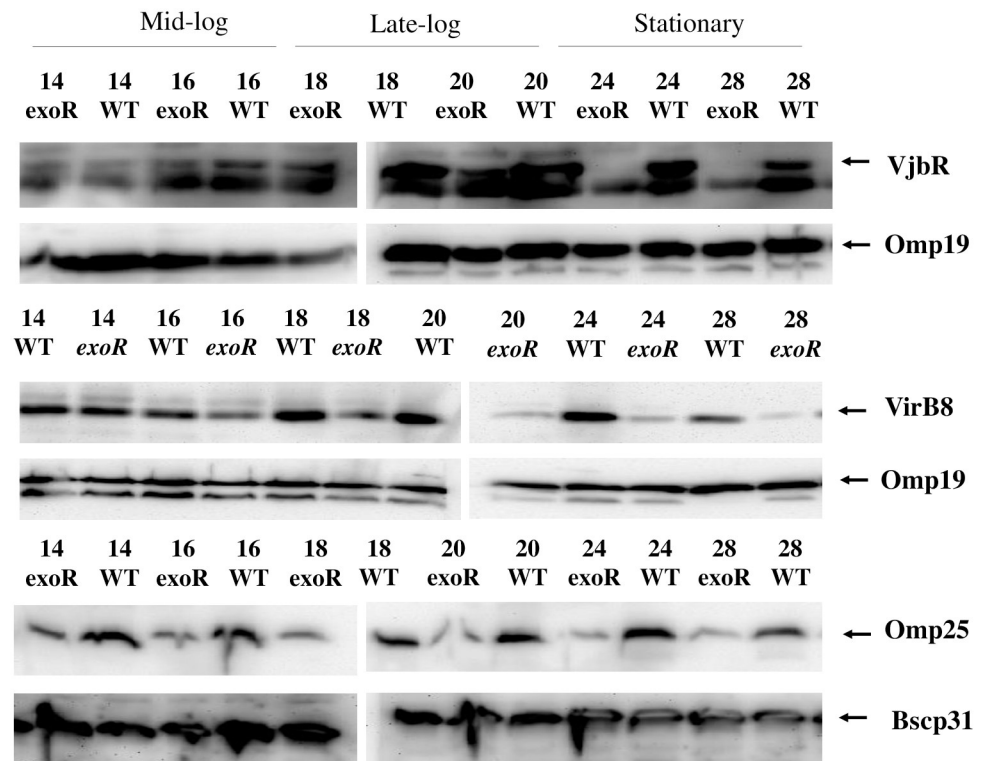 Mid-log Late-log Stationary
14 14 16 16 18 18 20 20 24 24 28 28
exoR WT exoR WT exoR WT exoR WT exoR WT exoR WT
VjbR
Omp19
14 14 16 16 18 18 20 20 24 24 28 28
WT exoR WT exoR WT exoR WT exoR WT exoR WT exoR
VirB8
Omp19
14 14 16 16 18 18 20 20 24 24 28 28
exoR WT exoR WT exoR WT exoR WT exoR WT exoR WT
Omp25
Bscp31